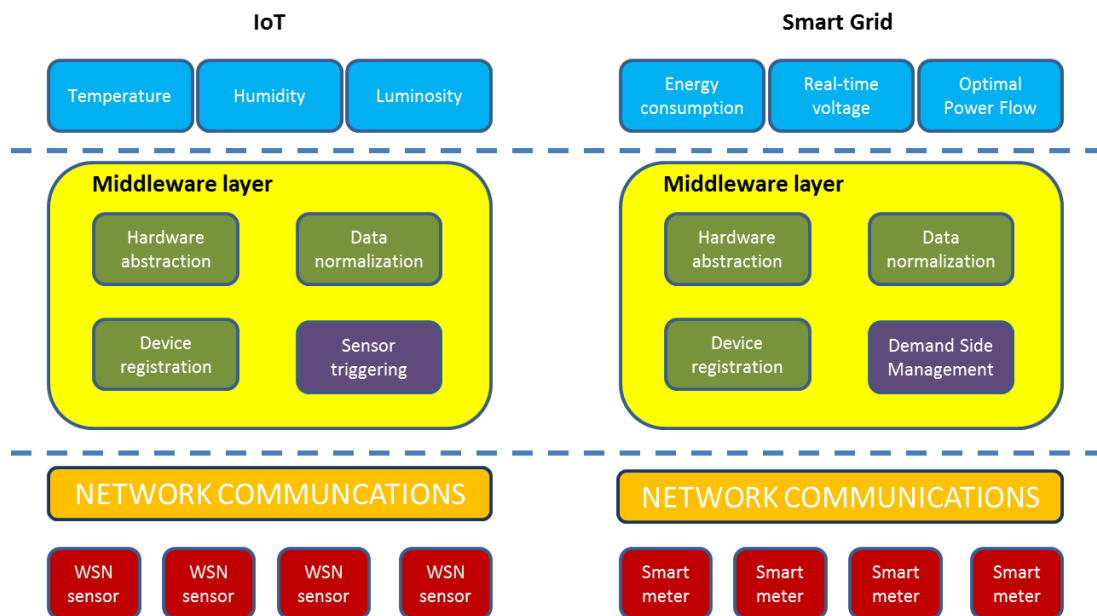 IoT
Temperature
Humidity
Luminosity
Middleware layer
Hardware
abstraction
Data
normalization
Device
registration
Sensor
triggering
NETWORK COMMUNCATIONS
WSN
sensor
WSN
sensor
WSN
sensor
WSN
sensor
Smart Grid
Energy
consumption
Real-time
voltage
Optimal
Power Flow
Middleware layer
Hardware
abstraction
Data
normalization
Device
registration
Demand Side
Management
NETWORK COMMUNICATIONS
Smart
meter
Smart
meter
Smart
meter
Smart
meter